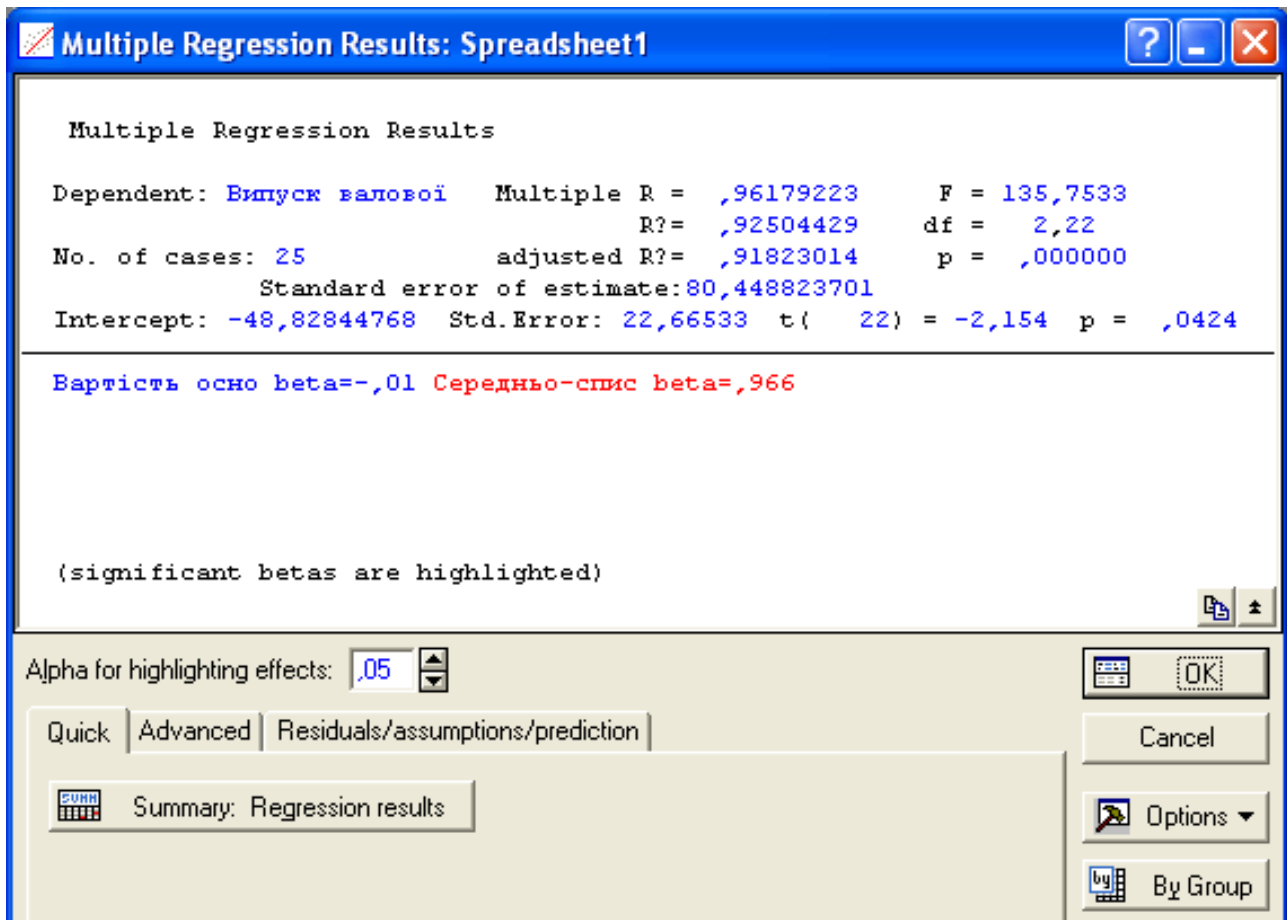 Multiple Regression Results: Spreadsheet1
Multiple Regression Results
Dependent: Випуск валової Multiple R = ,96179223 F = 135,7533
R?= ,92504429 df = 2,22
No. of cases: 25 adjusted R?= ,91823014 p = ,000000
Standard error of estimate:80,448823701
Intercept: -48,82844768 Std.Error: 22,66533 t( 22) = -2,154 p = ,0424
Вартість осно beta=-,01 Середньо-спис beta=,966
(significant betas are highlighted)
Alpha for highlighting effects: ,05
OK
Quick Advanced Residuals/assumptions/prediction
Cancel
SUMM Summary: Regression results
Options
by By Group